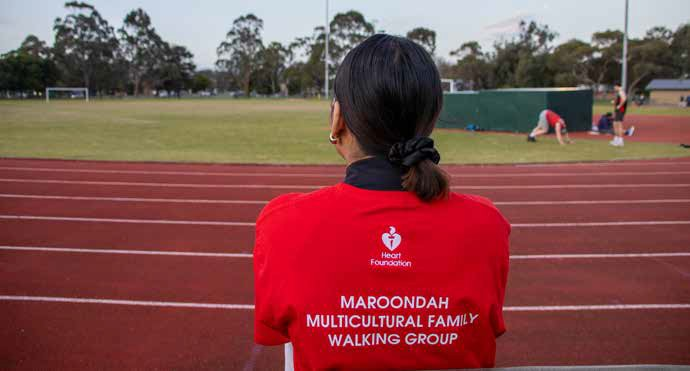 Heart
Foundation
MAROONDAH
MULTICULTURAL FAMILY
WALKING GROUP